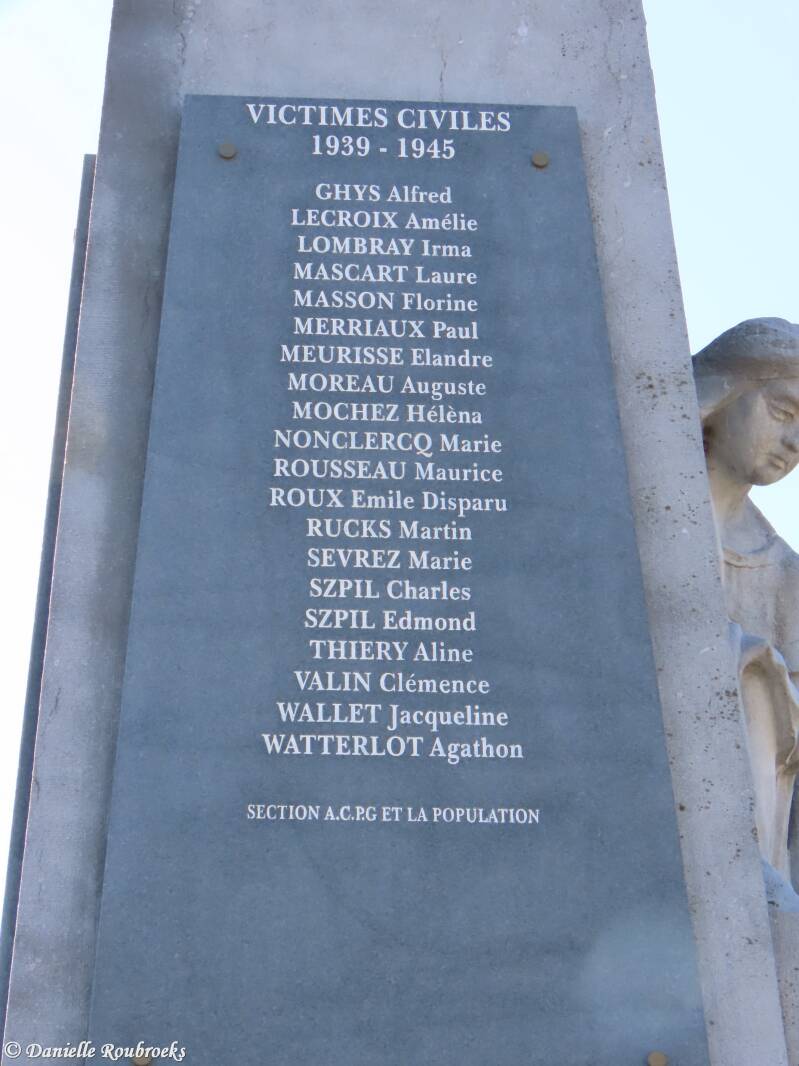 VICTIMES CIVILES
1939 - 1945
GHYS Alfred
LECROIX Amélie
LOMBRAY Irma
MASCART Laure
MASSON Florine
MERRIAUX Paul
MEURISSE Elandre
MOREAU Auguste
MOCHEZ Hélèna
NONCLERCQ Marie
ROUSSEAU Maurice
ROUX Emile Disparu
RUCKS Martin
SEVREZ Marie
SZPIL Charles
SZPIL Edmond
THIERY Aline
VALIN Clémence
WALLET Jacqueline
WATTERLOT Agathon
SECTION A.C.P.G ET LA POPULATION
© Danielle Roubroeks